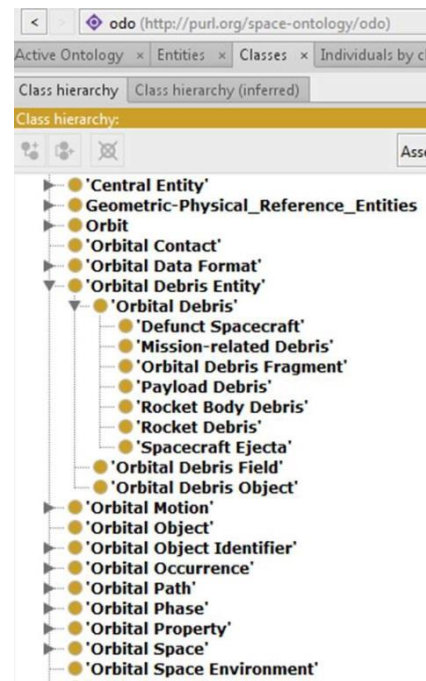 < > odo (http://purl.org/space-ontology/odo)
Active Ontology × Entities × Classes × Individuals by
Class hierarchy Class hierarchy (inferred)
Class hierarchy:
'Central Entity'
Geometric-Physical_Reference_Entities
Orbit
'Orbital Contact'
'Orbital Data Format'
'Orbital Debris Entity'
'Orbital Debris'
'Defunct Spacecraft'
'Mission-related Debris'
'Orbital Debris Fragment'
'Payload Debris'
'Rocket Body Debris'
'Rocket Debris'
'Spacecraft Ejecta'
'Orbital Debris Field'
'Orbital Debris Object'
'Orbital Motion'
'Orbital Object'
'Orbital Object Identifier'
'Orbital Occurrence'
'Orbital Path'
'Orbital Phase'
'Orbital Property'
'Orbital Space'
'Orbital Space Environment'